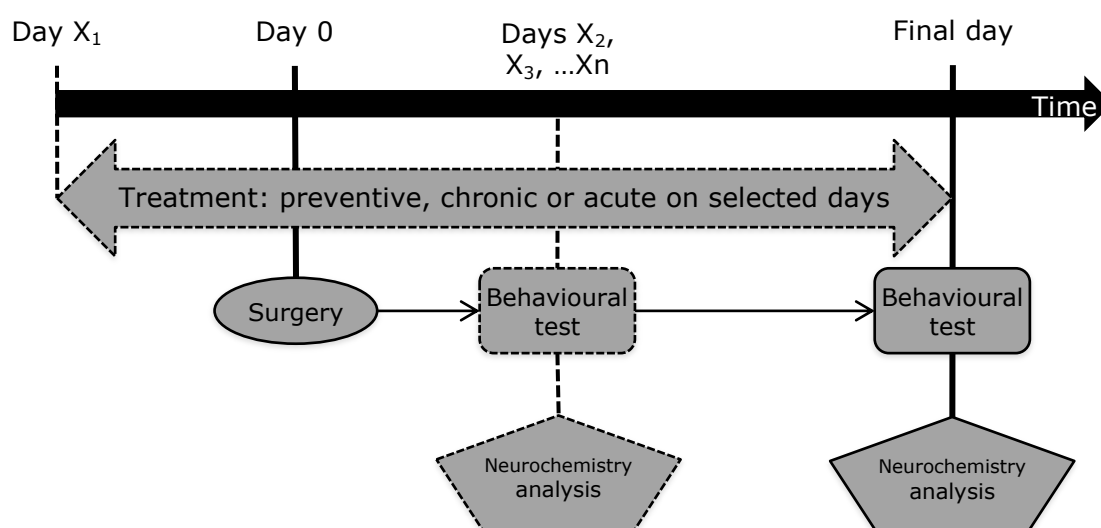 Day X₁
Day 0
Days X₂,
X₃, ...Xn
Final day
Time
Treatment: preventive, chronic or acute on selected days
Surgery
Behavioural
test
Behavioural
test
Neurochemistry
analysis
Neurochemistry
analysis